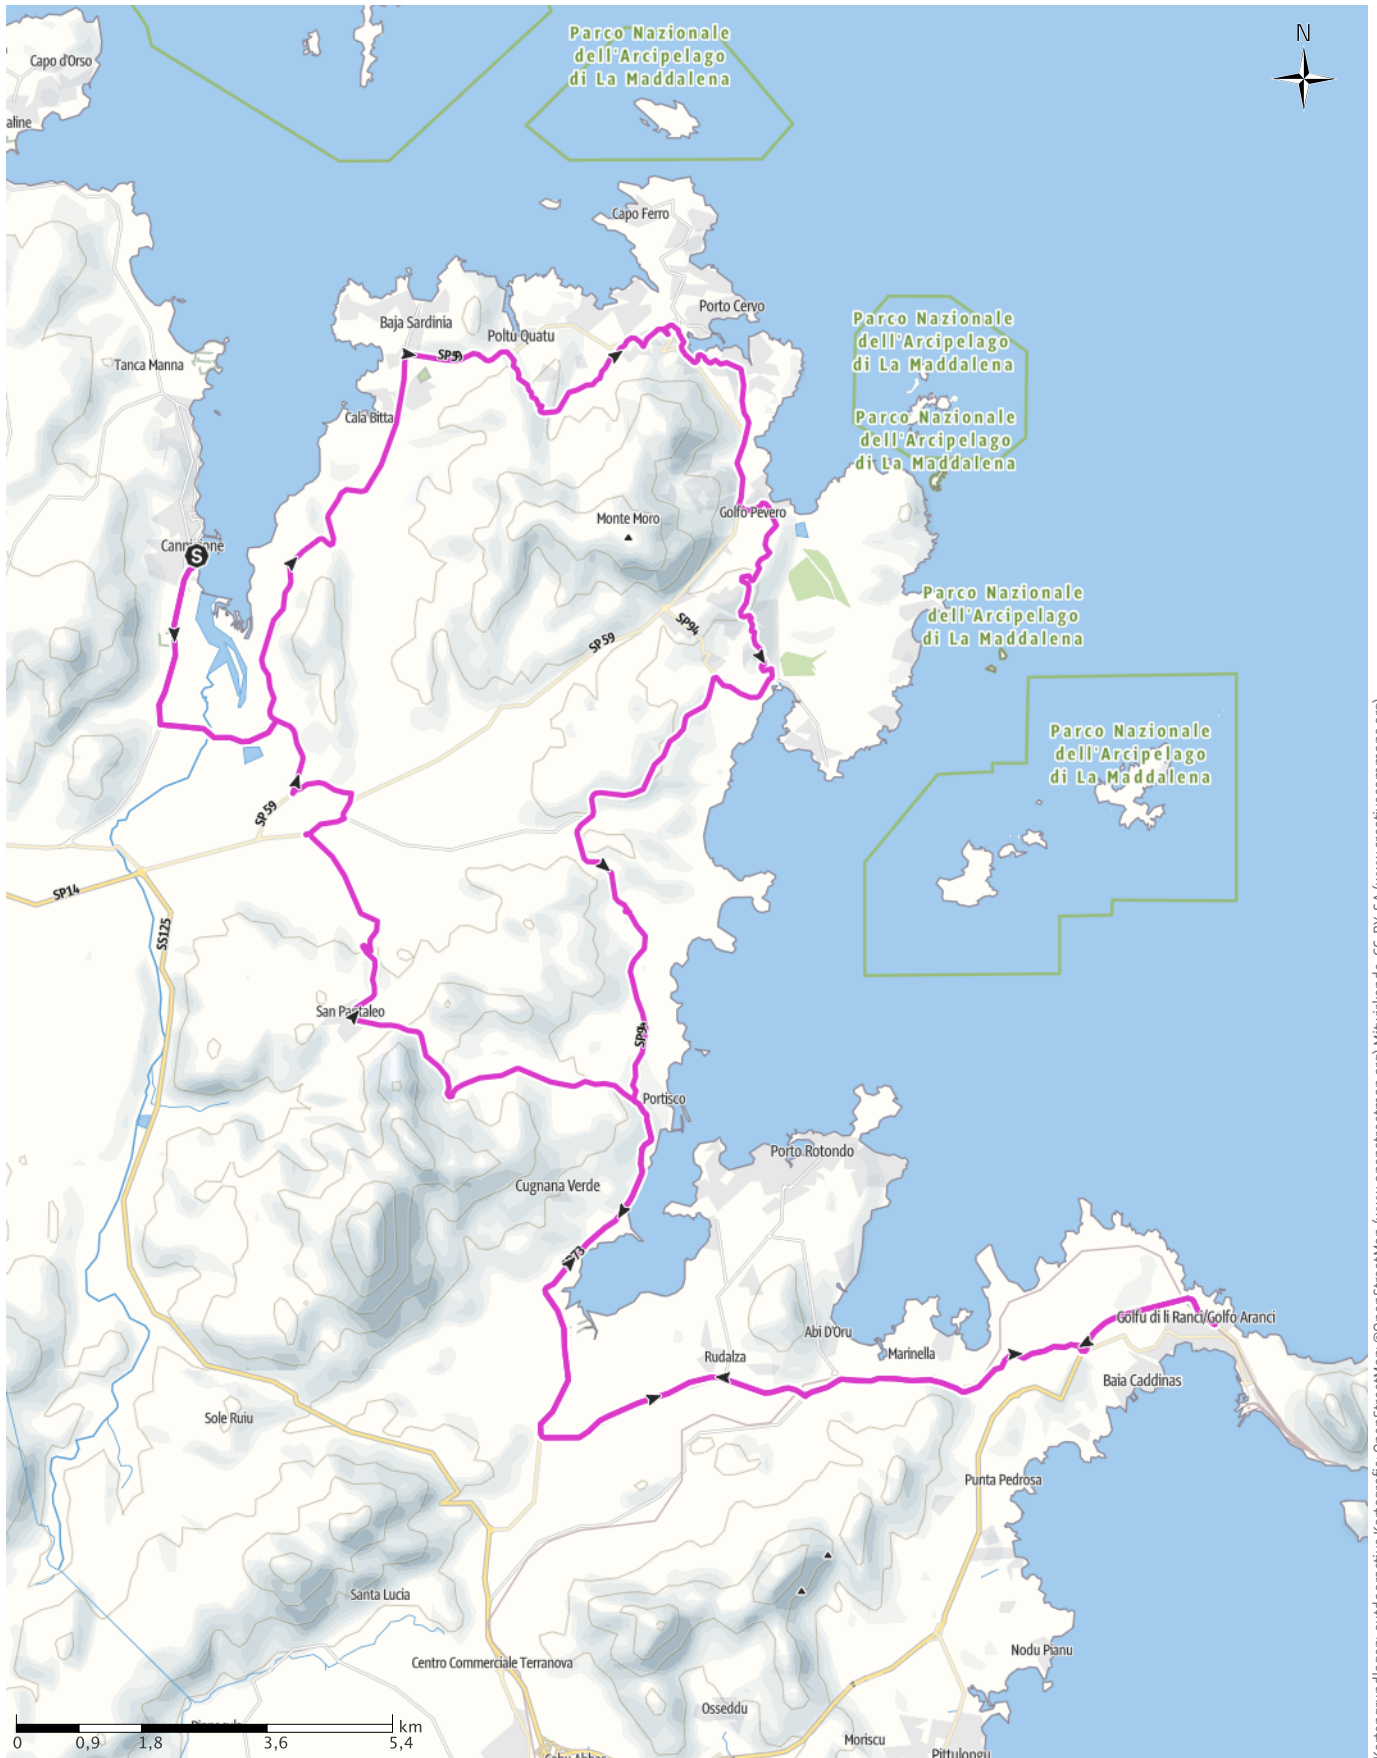 N
Parco Nazionale
dell'Arcipelago
di La Maddalena
Capo d'Orso
aline
Capo Ferro
Porto Cervo
Baja Sardinia
Poltu Quatu
SP59
Parco Nazionale
dell'Arcipelago
di La Maddalena
Tanca Manna
Cala Bitta
Parco Nazionale
dell'Arcipelago
di La Maddalena
Monte Moro
Golfo Pevero
S
Parco Nazionale
dell'Arcipelago
di La Maddalena
SP94
SP59
Parco Nazionale
dell'Arcipelago
di La Maddalena
SP 59
SP14
SS125
San Pantaleo
Portisco
Porto Rotondo
Cugnana Verde
Golfu di li Ranci/Golfo Aranci
Abi D'Oru
Marinella
Rudalza
Baia Caddinas
Sole Ruiu
Punta Pedrosa
Santa Lucia
Nodu Pianu
Centro Commerciale Terranova
Osseddu
Moriscu
Pittulongu
km
0 0,9 1,8 3,6 5,4